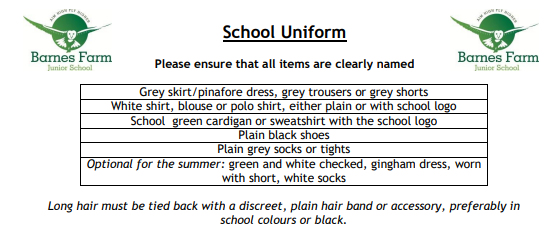 AIM HIGH FLY HIGHER
Barnes Farm
Junior School
School Uniform
AIM HIGH FLY HIGHER
Barnes Farm
Junior School
Please ensure that all items are clearly named
Grey skirt/pinafore dress, grey trousers or grey shorts
White shirt, blouse or polo shirt, either plain or with school logo
School green cardigan or sweatshirt with the school logo
Plain black shoes
Plain grey socks or tights
Optional for the summer: green and white checked, gingham dress, worn
with short, white socks
Long hair must be tied back with a discreet, plain hair band or accessory, preferably in
school colours or black.